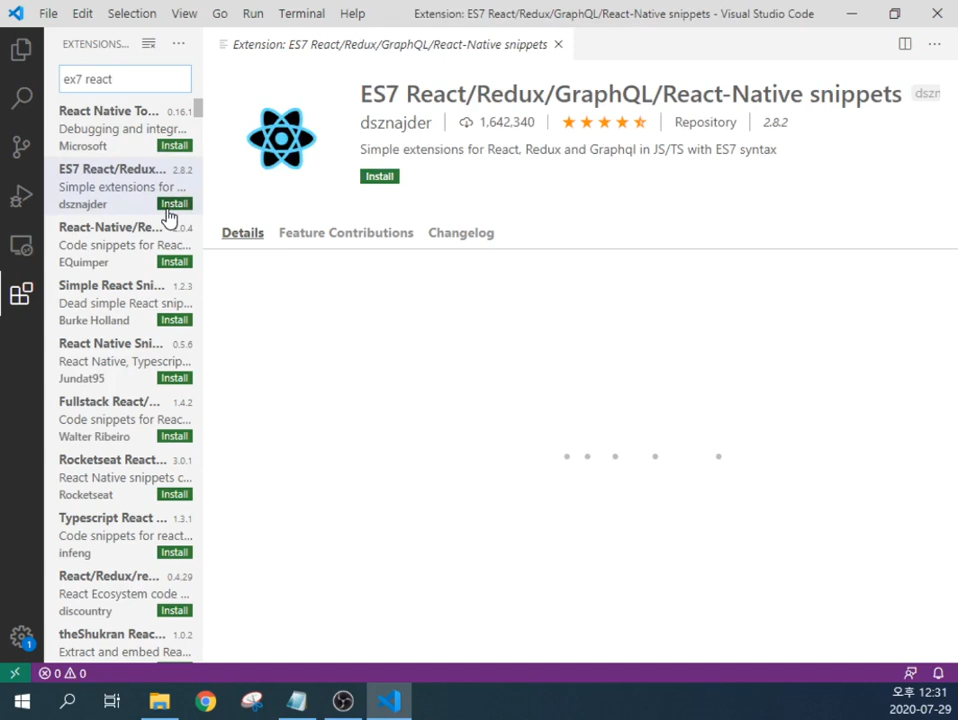 File Edit Selection View Go Run Terminal Help Extension: ES7 React/Redux/GraphQL/React-Native snippets - Visual Studio Code
EXTENSIONS... ···
Extension: ES7 React/Redux/GraphQL/React-Native snippets
ex7 react
React Native To... 0.16.1
Debugging and integr...
Microsoft Install
ES7 React/Redux... 2.8.2
Simple extensions for ...
dsznajder Install
React-Native/Re... 2.0.4
Code snippets for Reac...
EQuimper Install
Simple React Sni... 1.2.3
Dead simple React snip...
Burke Holland Install
React Native Sni... 0.5.6
React Native, Typescrip...
Jundat95 Install
Fullstack React/... 1.4.2
Code snippets for Reac...
Walter Ribeiro Install
Rocketseat React... 3.0.1
React Native snippets c...
Rocketseat Install
Typescript React ... 1.3.1
Code snippets for react...
infeng Install
React/Redux/re... 0.4.29
React Ecosystem code ...
discountry Install
theShukran Reac... 1.0.2
Extract and embed Rea...
ES7 React/Redux/GraphQL/React-Native snippets dszn
dsznajder 1,642,340 Repository 2.8.2
Simple extensions for React, Redux and Graphql in JS/TS with ES7 syntax
Install
Details Feature Contributions Changelog
1
0 0
오후 12:31
2020-07-29